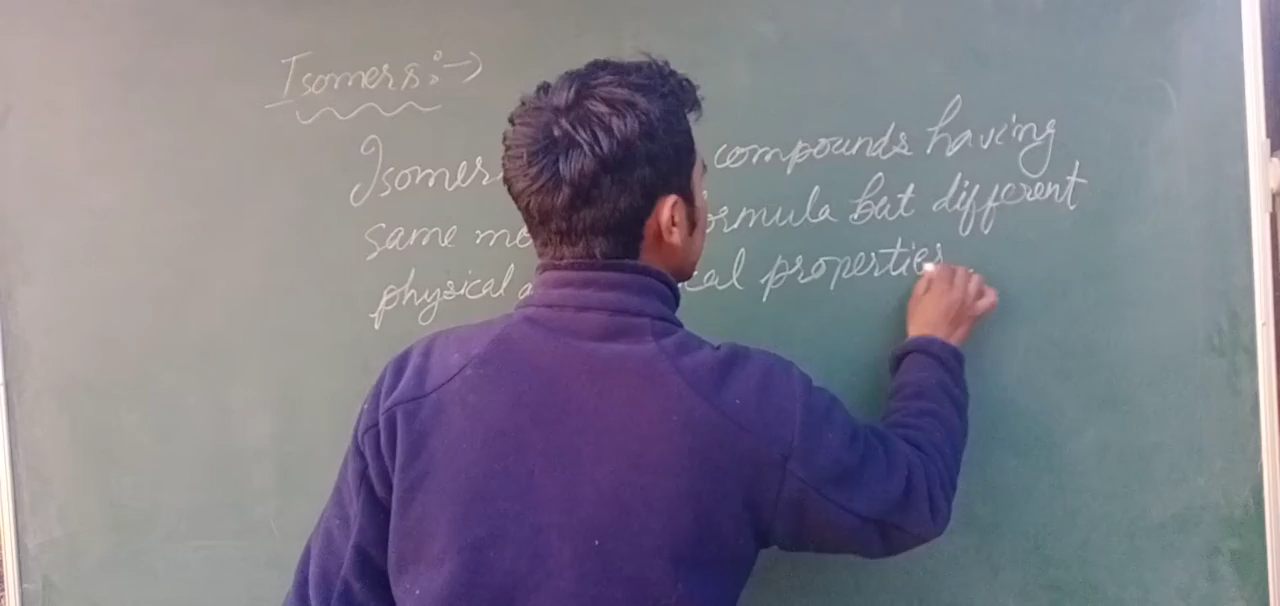 Isomers:→
Isomers compounds having
same formula but different
physical properties